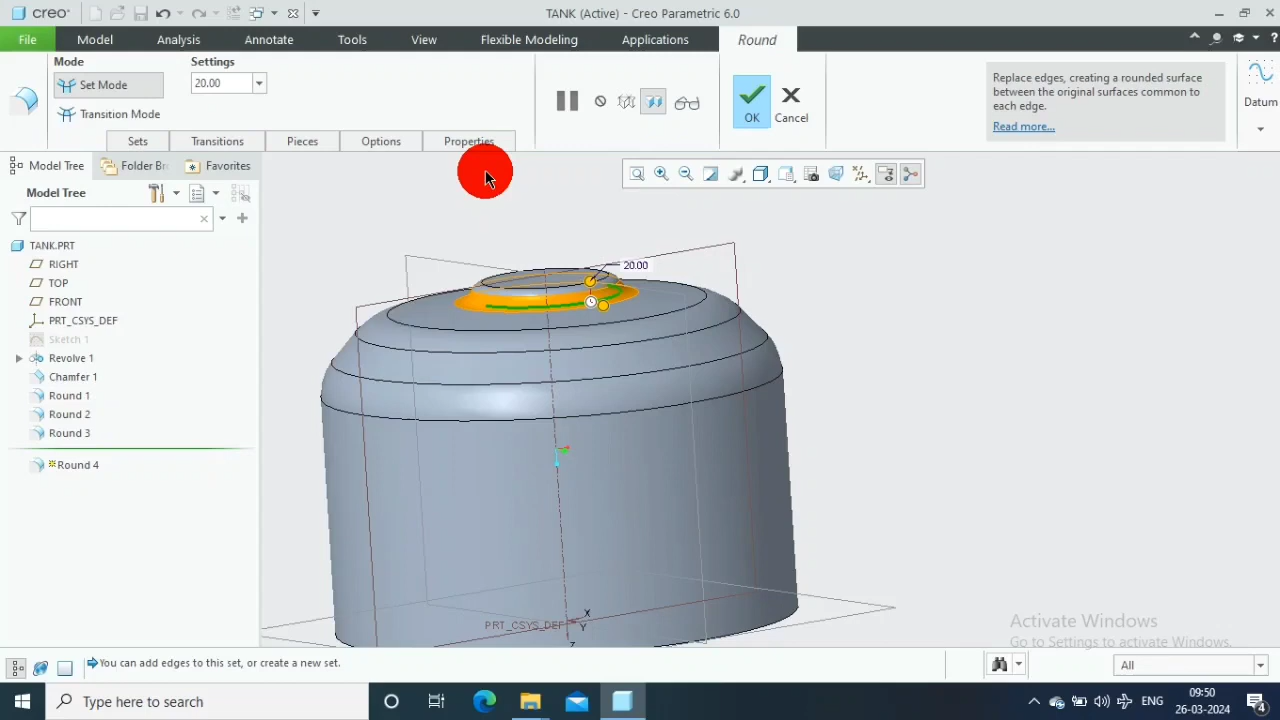 creo
TANK (Active) - Creo Parametric 6.0
File
Model
Analysis
Annotate
Tools
View
Flexible Modeling
Applications
Round
Mode
Settings
Set Mode
20.00
Transition Mode
OK
Cancel
Replace edges, creating a rounded surface
between the original surfaces common to
each edge.
Read more...
Datum
Sets
Transitions
Pieces
Options
Properties
Model Tree
Folder Br
Favorites
Model Tree
TANK.PRT
RIGHT
TOP
FRONT
PRT_CSYS_DEF
Sketch 1
Revolve 1
Chamfer 1
Round 1
Round 2
Round 3
Round 4
20.00
PRT_CSYS_DEF
X
Y
Z
Activate Windows
Go to Settings to activate Windows.
You can add edges to this set, or create a new set.
All
Type here to search
ENG
09:50
26-03-2024
4